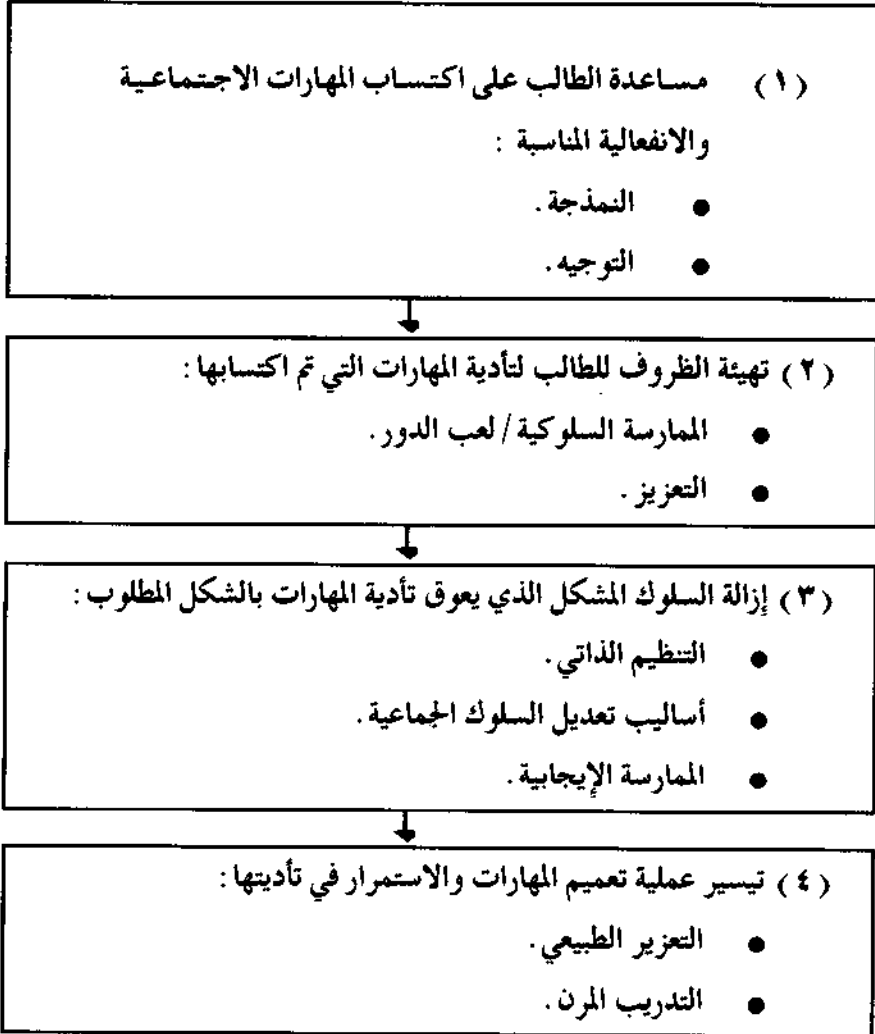 (١) مساعدة الطالب على اكتساب المهارات الاجتماعية
والانفعالية المناسبة :
● النمذجة.
● التوجيه.
(٢) تهيئة الظروف للطالب لتأدية المهارات التي تم اكتسابها :
● الممارسة السلوكية / لعب الدور.
● التعزيز.
(٣) إزالة السلوك المشكل الذي يعوق تأدية المهارات بالشكل المطلوب :
● التنظيم الذاتي.
● أساليب تعديل السلوك الجماعية.
● الممارسة الإيجابية.
(٤) تيسير عملية تعميم المهارات والاستمرار في تأديتها :
● التعزير الطبيعي.
● التدريب المرن.